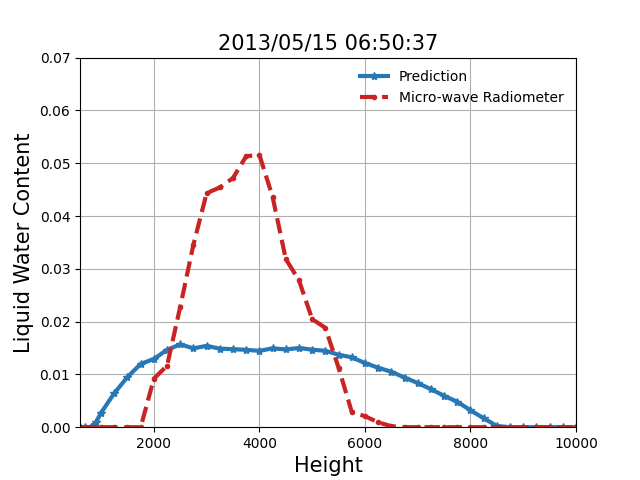 2013/05/15 06:50:37
0.07
0.06
0.05
0.04
0.03
0.02
0.01
0.00
Liquid Water Content
Prediction
Micro-wave Radiometer
2000 4000 6000 8000 10000
Height